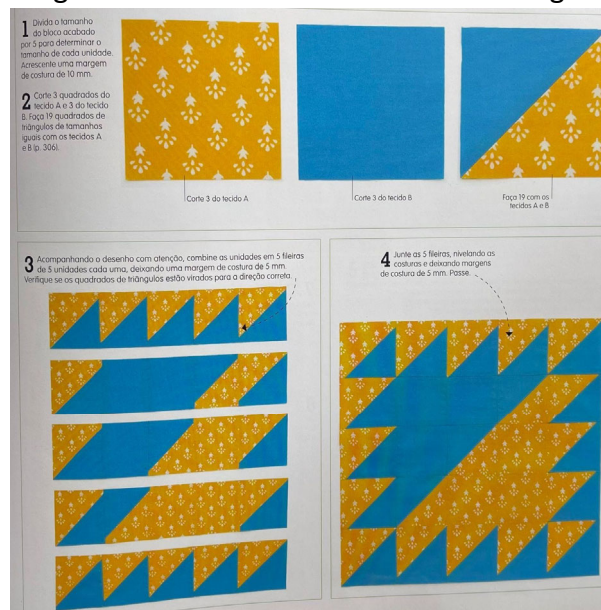 1 Divida o tamanho
do bloco acabado
por 5 para determinar o
tamanho de cada unidade.
Acrescente uma margem
de costura de 10 mm.
2 Corte 3 quadrados do
tecido A e 3 do tecido
B. Faça 19 quadrados de
triângulos de tamanhos
iguais com os tecidos A
e B (p. 306).
Corte 3 do tecido A
Corte 3 do tecido B
Faça 19 com os
tecidos A e B
3 Acompanhando o desenho com atenção, combine as unidades em 5 fileiras
de 5 unidades cada uma, deixando uma margem de costura de 5 mm.
Verifique se os quadrados de triângulos estão virados para a direção correta.
4 Junte as 5 fileiras, nivelando as
costuras e deixando margens
de costura de 5 mm. Passe.